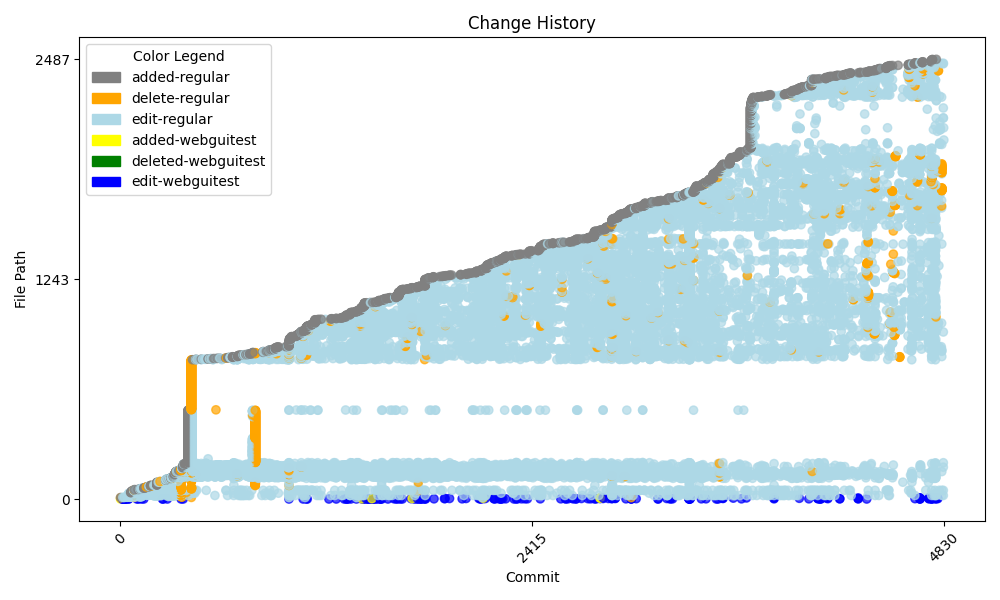 Change History
Color Legend
added-regular
delete-regular
edit-regular
added-webguitest
deleted-webguitest
edit-webguitest
2487
1243
0
File Path
0
2415
4830
Commit